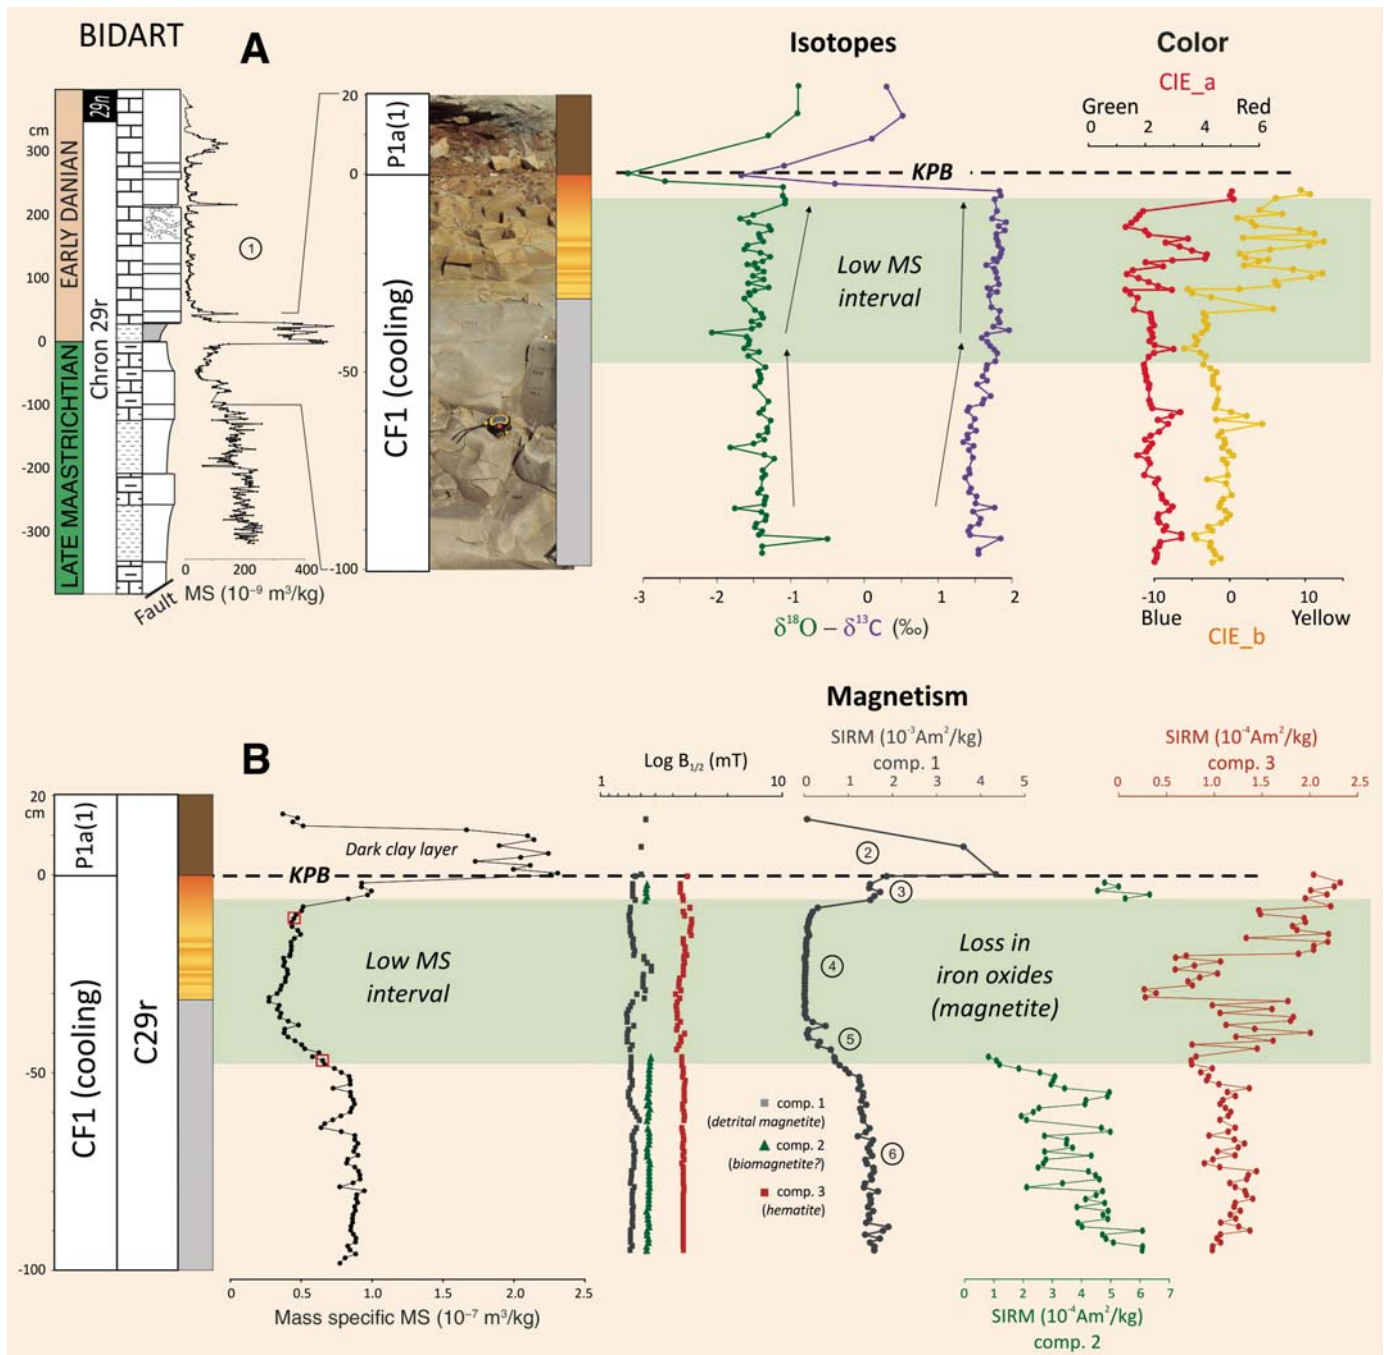 BIDART
A
Isotopes
Color
CIE_a
Green
Red
0 2 4 6
29n
cm
300
200
100
0
-100
-200
-300
EARLY DANIAN
LATE MAASTRICHTIAN
Chron 29r
Fault
1
0 200 400
MS (10⁻⁹ m³/kg)
20
0
-50
-100
P1a(1)
CF1 (cooling)
KPB
Low MS
interval
-3 -2 -1 0 1 2
δ¹⁸O – δ¹³C (‰)
-10 0 10
Blue
Yellow
CIE_b
Magnetism
B
Log B1/2 (mT)
1 10
SIRM (10⁻³Am²/kg)
comp. 1
0 1 2 3 4 5
SIRM (10⁻⁴Am²/kg)
comp. 3
0 0.5 1.0 1.5 2.0 2.5
20
cm
0
-50
-100
P1a(1)
CF1 (cooling)
C29r
Dark clay layer
KPB
Low MS
interval
2
3
4
5
6
Loss in
iron oxides
(magnetite)
comp. 1
(detrital magnetite)
comp. 2
(biomagnetite?)
comp. 3
(hematite)
0 0.5 1.0 1.5 2.0 2.5
Mass specific MS (10⁻⁷ m³/kg)
0 1 2 3 4 5 6 7
SIRM (10⁻⁴Am²/kg)
comp. 2